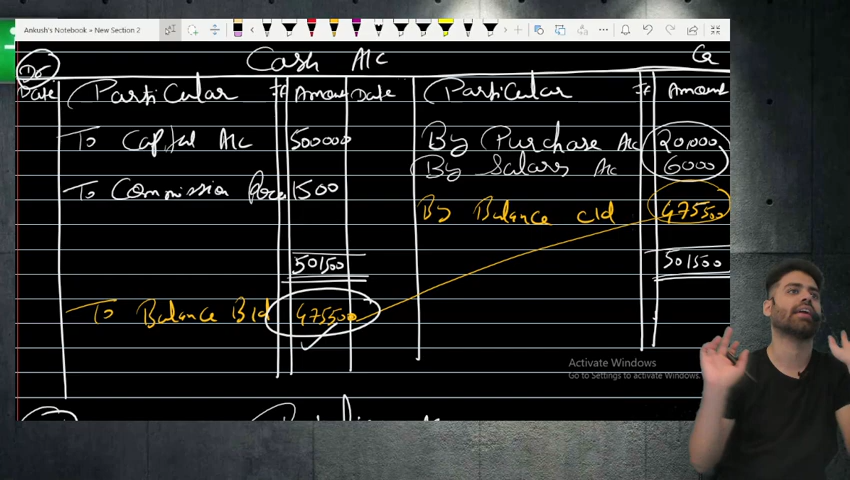 Ankush's Notebook » New Section 2
Cash A/c
Dr
Cr
Date Particular Jf Amount Date Particular Jf Amount
To Capital A/c 500000 By Purchase A/c 20,000
By Salary A/c 6000
To Commission 1500
By Balance c/d 475500
501500 501500
To Balance B/d 475500
Activate Windows
Go to Settings to activate Windows.